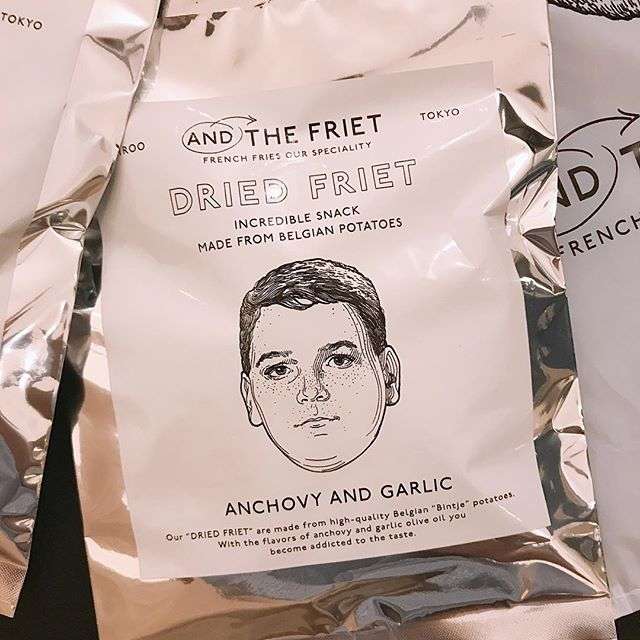 TOKYO
ROO
AND THE FRIET
TOKYO
FRENCH FRIES OUR SPECIALITY
DRIED FRIET
INCREDIBLE SNACK
MADE FROM BELGIAN POTATOES
ANCHOVY AND GARLIC
Our "DRIED FRIET" are made from high-quality Belgian "Bintje" potatoes.
With the flavors of anchovy and garlic olive oil you
become addicted to the taste.
ND
FRENCH